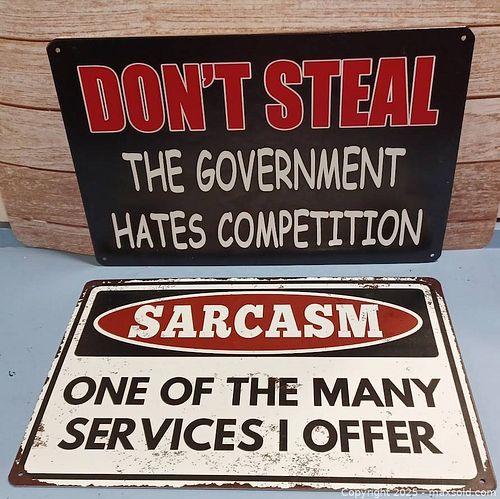 DON'T STEAL
THE GOVERNMENT
HATES COMPETITION
SARCASM
ONE OF THE MANY
SERVICES I OFFER
Copyright 2025 - maxsold.com